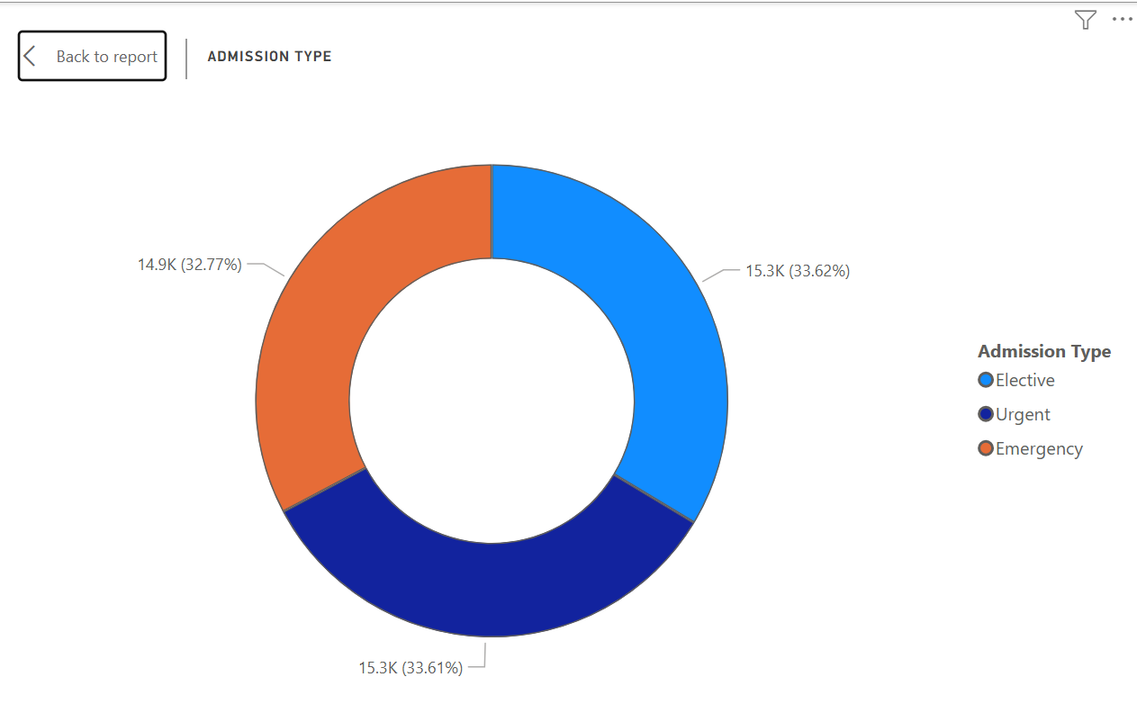 Back to report
ADMISSION TYPE
14.9K (32.77%)
15.3K (33.62%)
15.3K (33.61%)
Admission Type
Elective
Urgent
Emergency